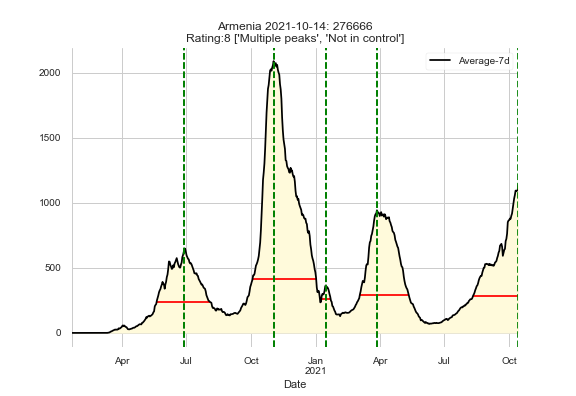 Armenia 2021-10-14: 276666
Rating:8 ['Multiple peaks', 'Not in control']
Average-7d
2000
1500
1000
500
0
Apr Jul Oct Jan Apr Jul Oct
2021
Date